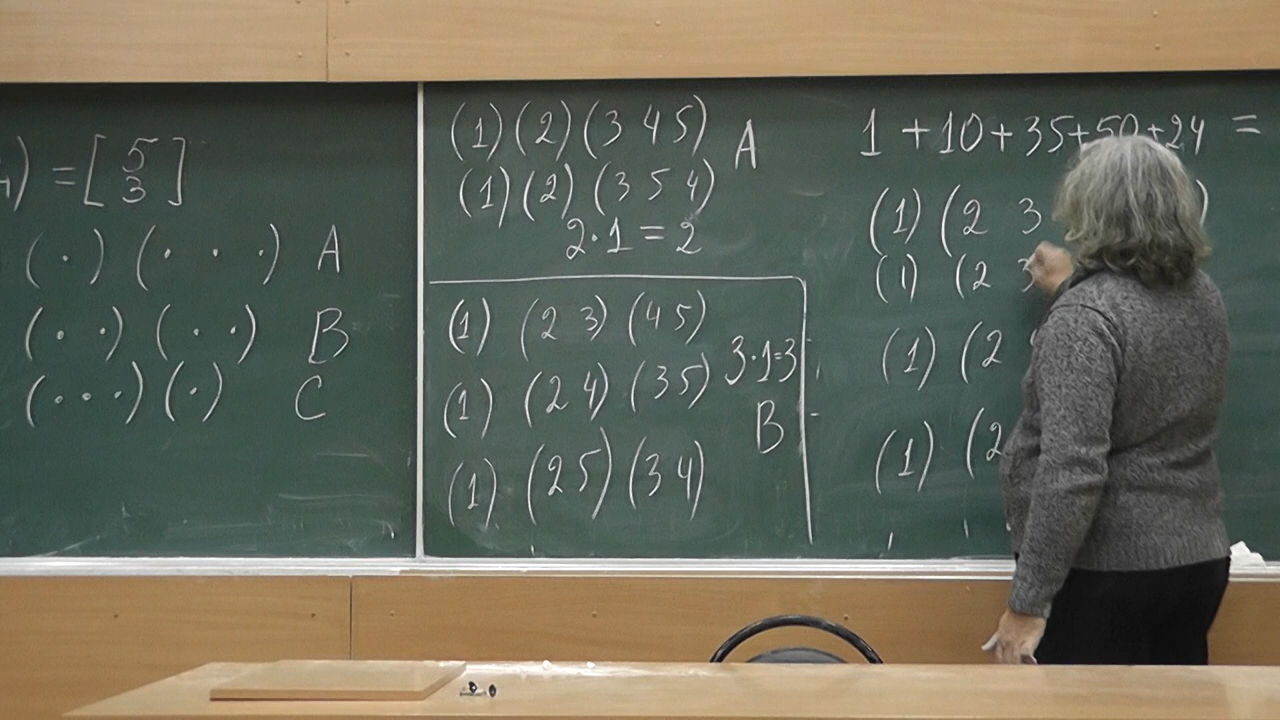 ) = [ 5
3 ]
( · ) ( · · · ) A
( · · ) ( · · ) B
( · · · ) ( · ) C
(1) (2) (3 4 5) A
(1) (2) (3 5 4)
2·1 = 2
(1) (2 3) (4 5)
(1) (2 4) (3 5) 3·1=3
B
(1) (2 5) (3 4)
1 + 10 + 35 + 50 + 24 =
(1) (2 3 )
(1) (2 3
(1) (2
(1) (2